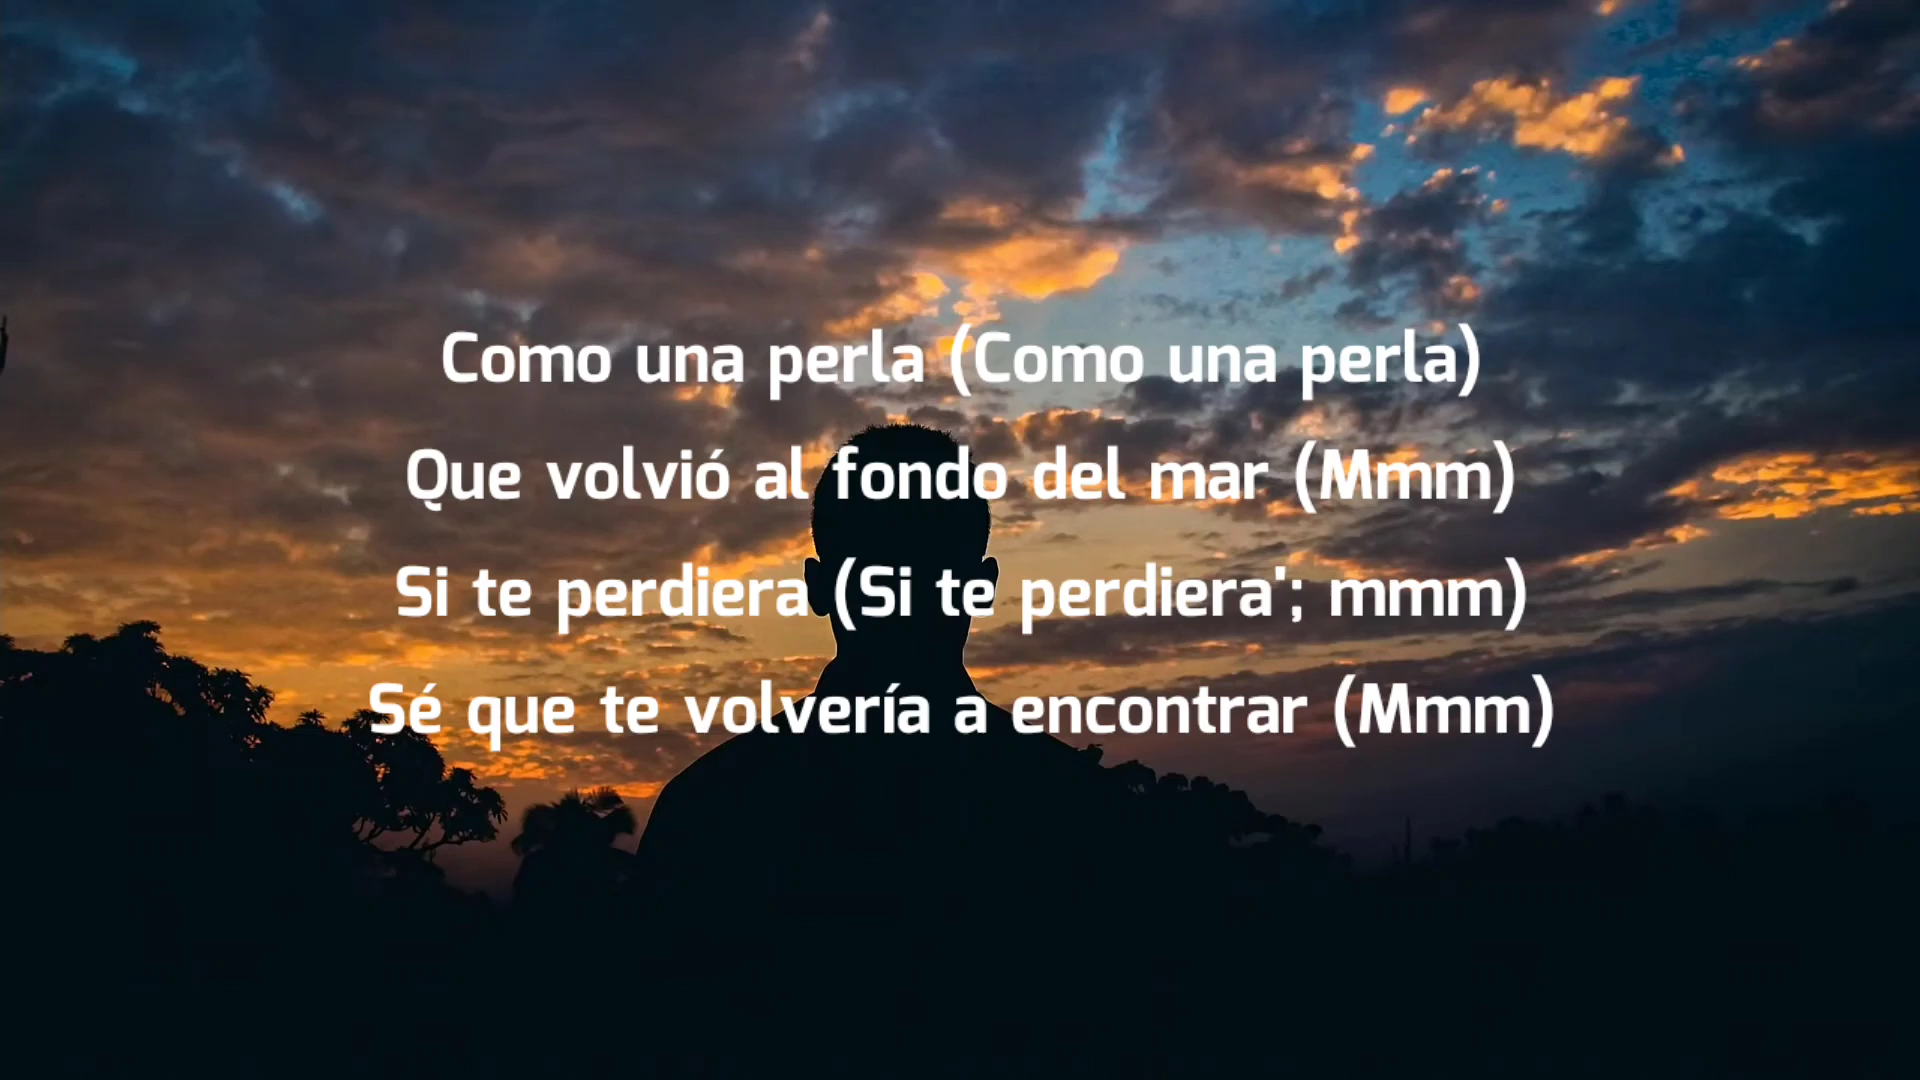 Como una perla (Como una perla)
Que volvió al fondo del mar (Mmm)
Si te perdiera (Si te perdiera'; mmm)
Sé que te volvería a encontrar (Mmm)